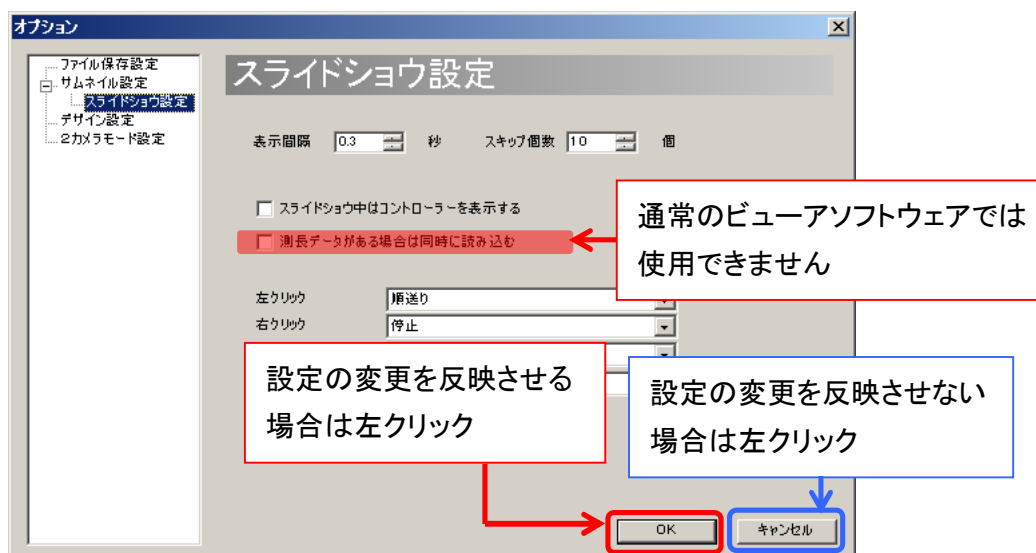 オプション
ファイル保存設定
サムネイル設定
スライドショウ設定
デザイン設定
2カメラモード設定
スライドショウ設定
表示間隔 0.3 秒 スキップ個数 10 個
スライドショウ中はコントローラーを表示する
測長データがある場合は同時に読み込む
通常のビューアソフトウェアでは
使用できません
左クリック 順送り
右クリック 停止
設定の変更を反映させる
場合は左クリック
設定の変更を反映させない
場合は左クリック
OK キャンセル